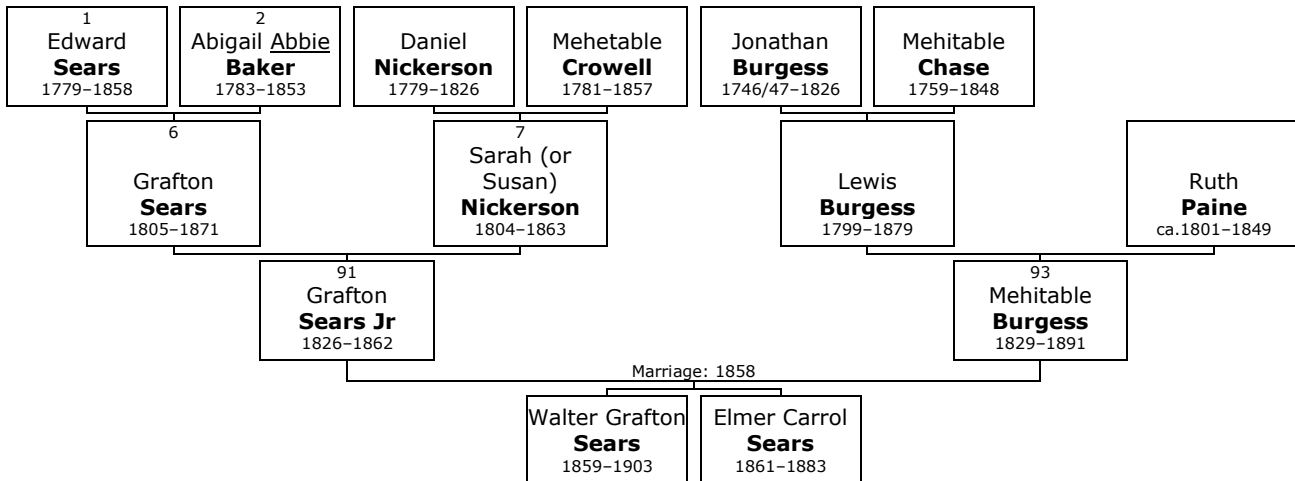 1
Edward
Sears
1779–1858
2
Abigail Abbie
Baker
1783–1853
Daniel
Nickerson
1779–1826
Mehetable
Crowell
1781–1857
Jonathan
Burgess
1746/47–1826
Mehitable
Chase
1759–1848
6
Grafton
Sears
1805–1871
7
Sarah (or
Susan)
Nickerson
1804–1863
Lewis
Burgess
1799–1879
Ruth
Paine
ca.1801–1849
91
Grafton
Sears Jr
1826–1862
93
Mehitable
Burgess
1829–1891
Marriage: 1858
Walter Grafton
Sears
1859–1903
Elmer Carrol
Sears
1861–1883